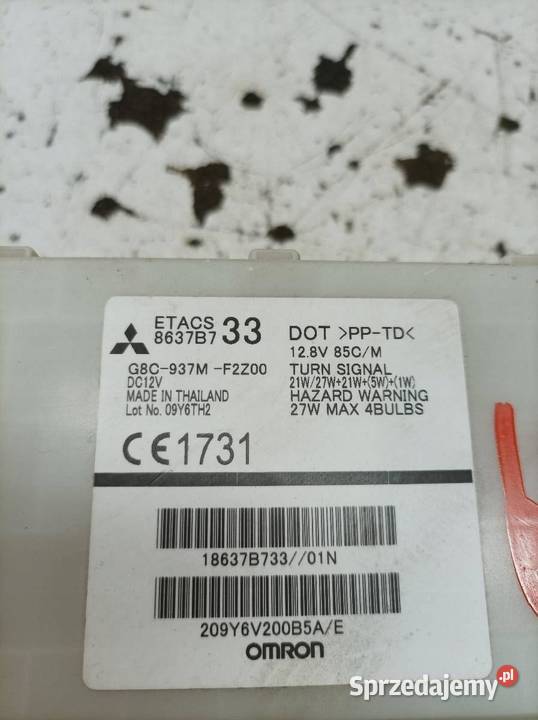 ETACS
8637B7 33
G8C-937M -F2Z00
DC12V
MADE IN THAILAND
Lot No. 09Y6TH2
DOT >PP-TD<
12.8V 85C/M
TURN SIGNAL
21W/27W+21W+(5W)+(1W)
HAZARD WARNING
27W MAX 4BULBS
CE1731
18637B733//01N
209Y6V200B5A/E
OMRON
Sprzedajemy.pl